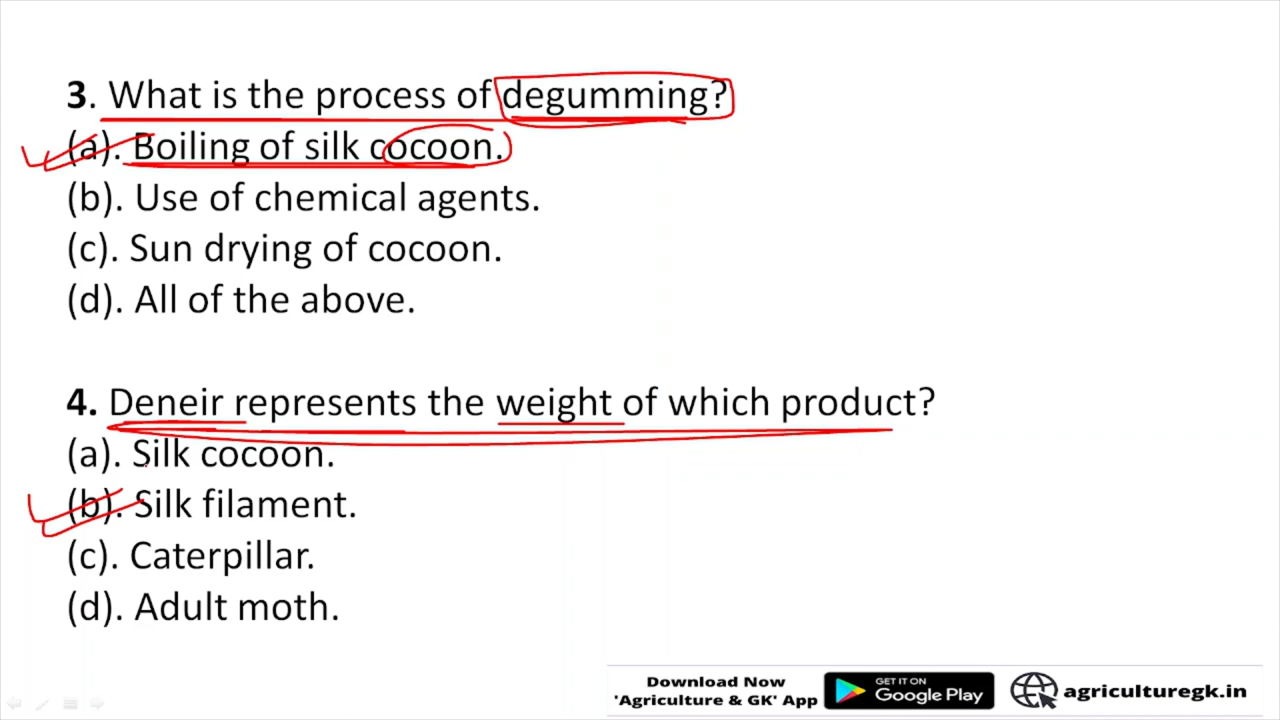 3. What is the process of degumming?
(a). Boiling of silk cocoon.
(b). Use of chemical agents.
(c). Sun drying of cocoon.
(d). All of the above.
4. Deneir represents the weight of which product?
(a). Silk cocoon.
(b). Silk filament.
(c). Caterpillar.
(d). Adult moth.
Download Now
'Agriculture & GK' App
GET IT ON
Google Play
agriculturegk.in